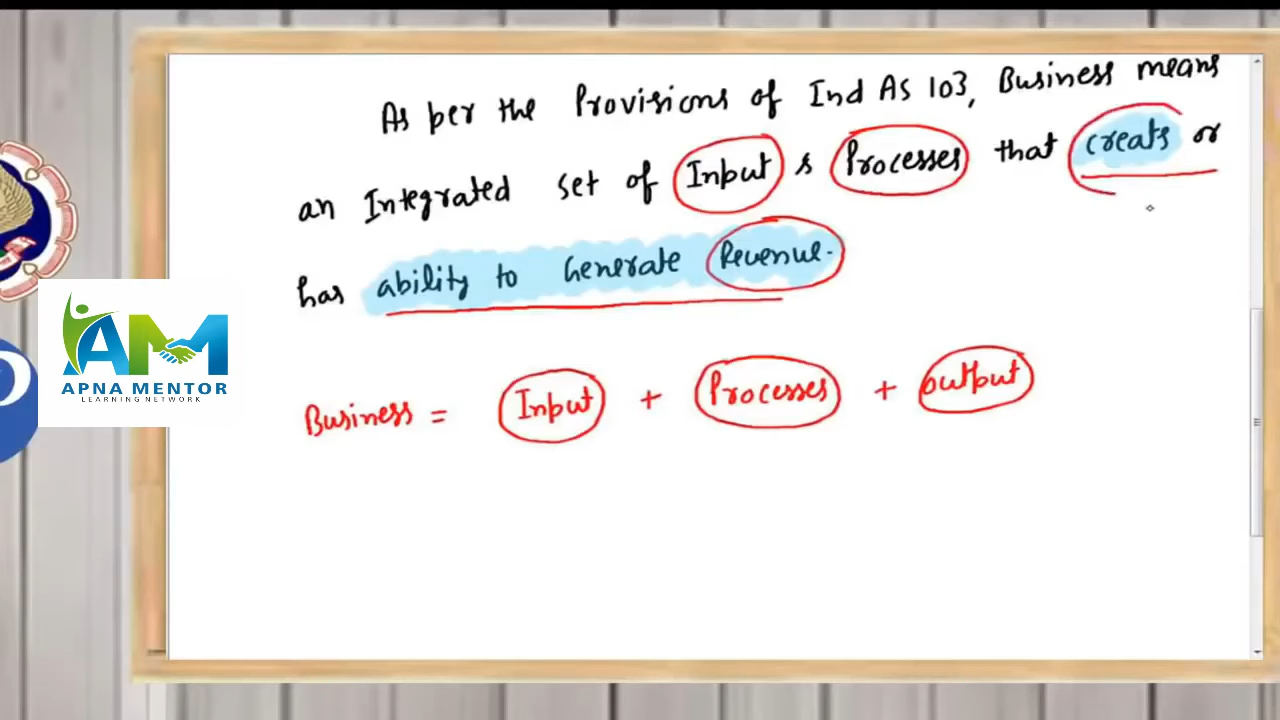 As per the Provisions of Ind AS 103, Business means
an Integrated set of Input & Processes that creats or
has ability to Generate Revenue.
Business = Input + Processes + output
AM
APNA MENTOR
LEARNING NETWORK